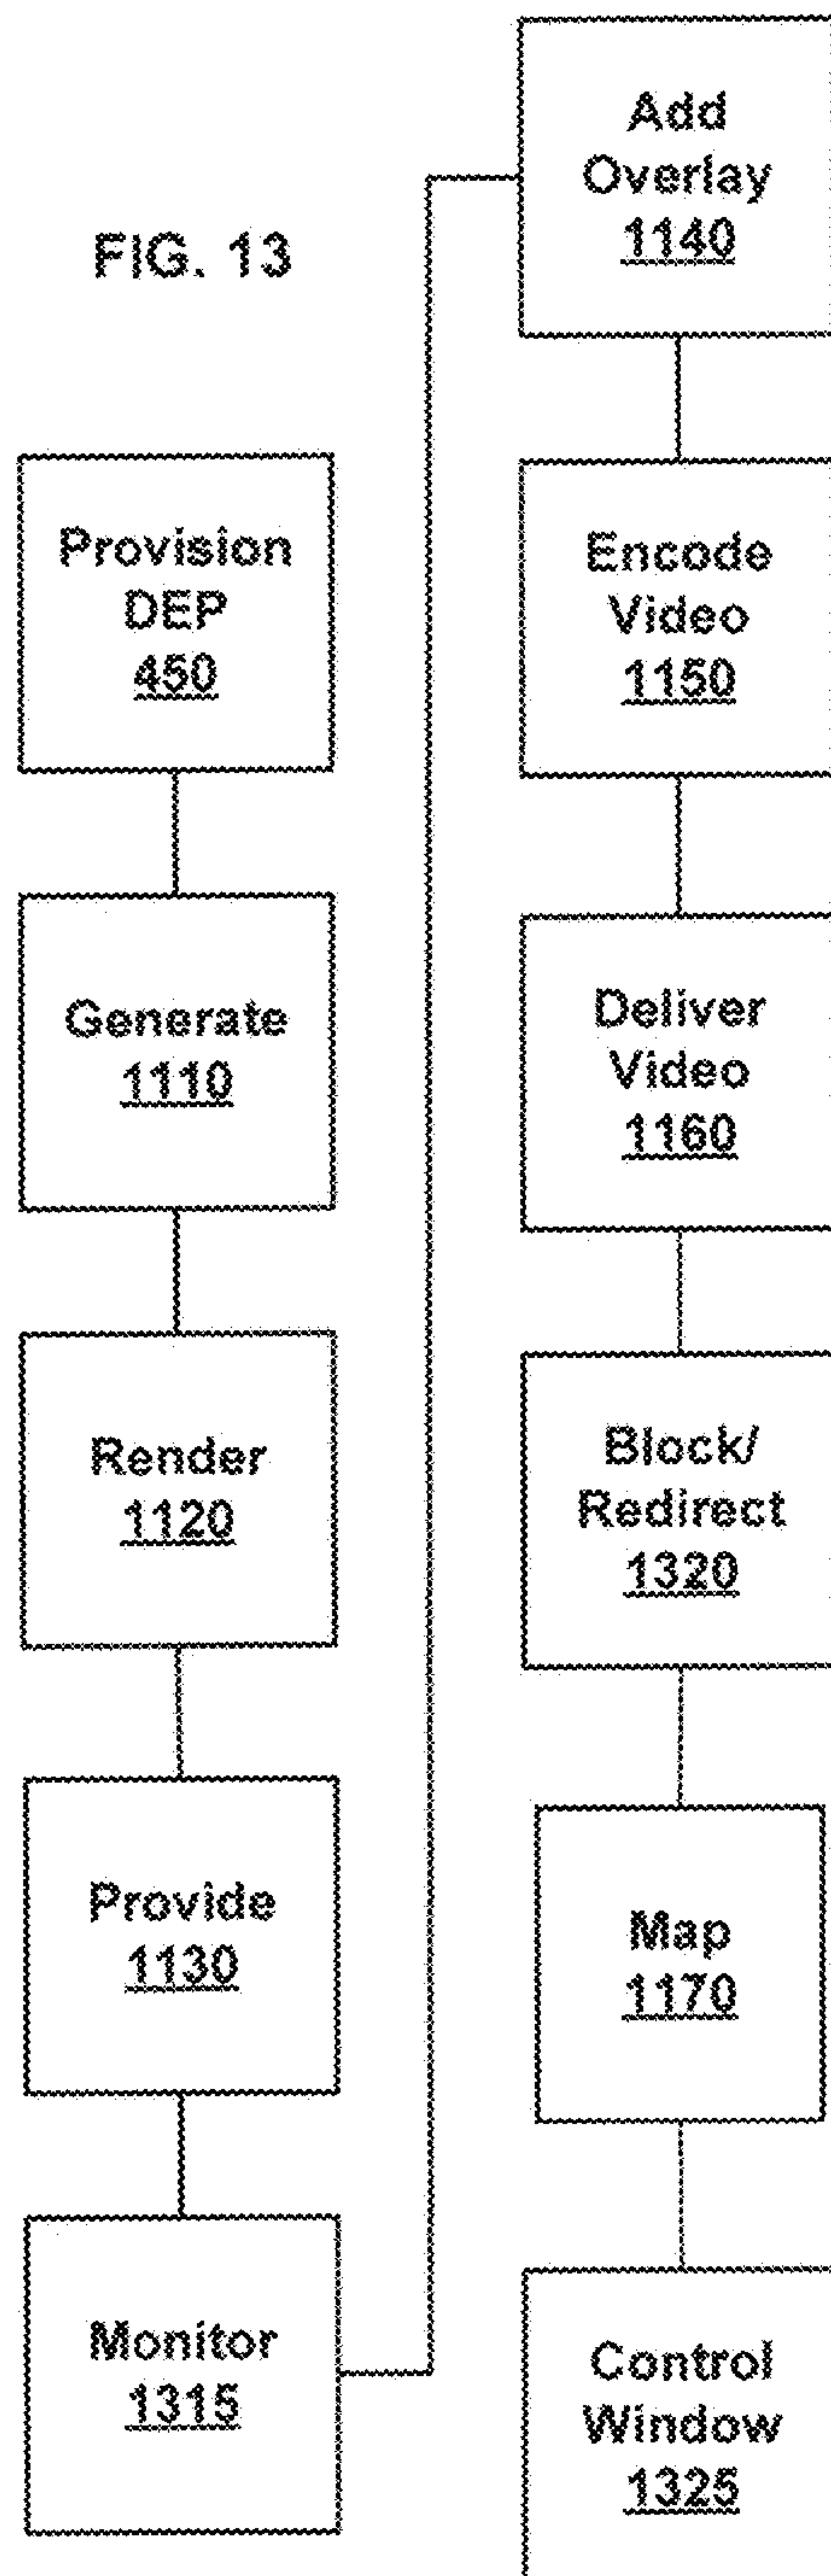 FIG. 13
Provision
DEP
450
Generate
1110
Render
1120
Provide
1130
Monitor
1315
Add
Overlay
1140
Encode
Video
1150
Deliver
Video
1160
Block/
Redirect
1320
Map
1170
Control
Window
1325